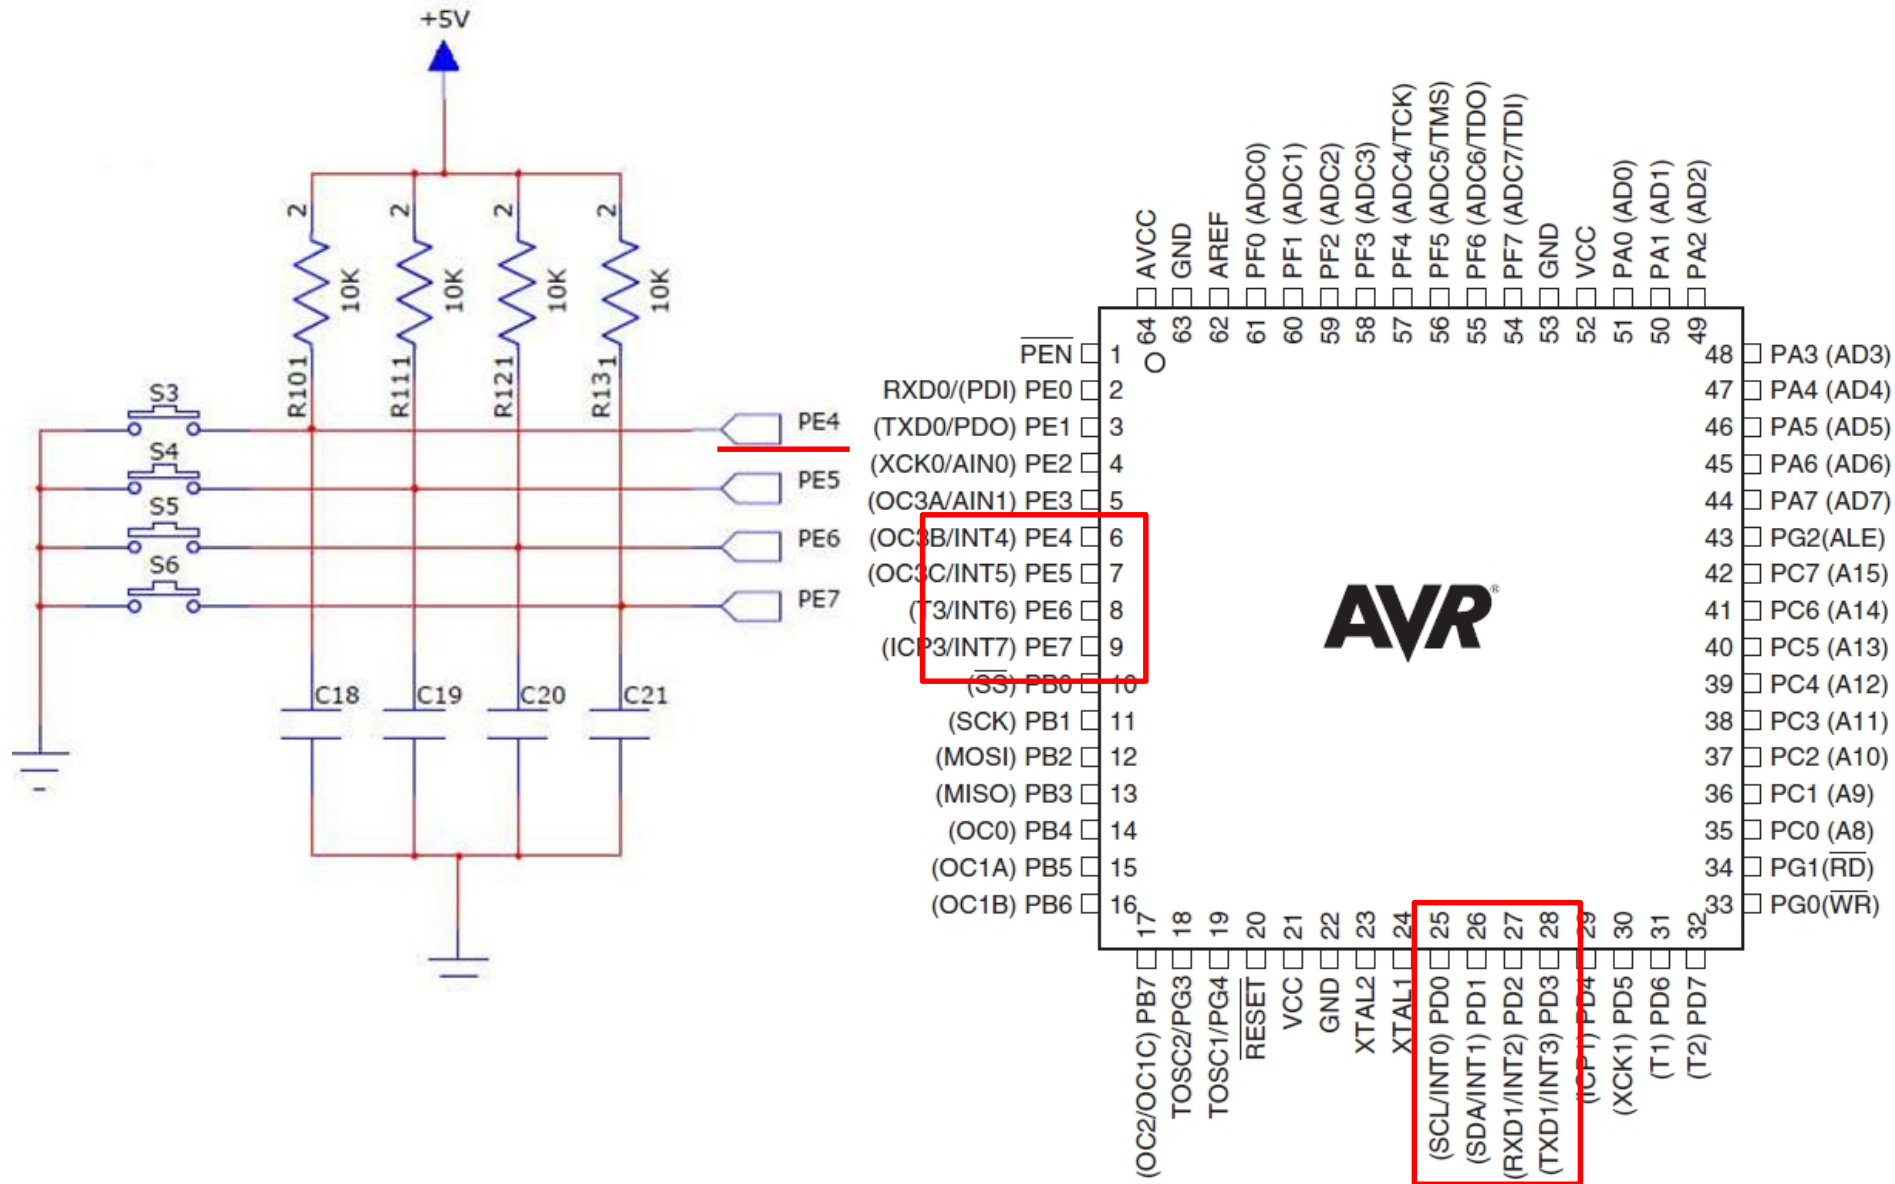 +5V
2
2
2
2
10K
10K
10K
10K
R101
R111
R121
R131
S3
PE4
S4
PE5
S5
PE6
S6
PE7
C18
C19
C20
C21
AVCC
GND
AREF
PF0 (ADC0)
PF1 (ADC1)
PF2 (ADC2)
PF3 (ADC3)
PF4 (ADC4/TCK)
PF5 (ADC5/TMS)
PF6 (ADC6/TDO)
PF7 (ADC7/TDI)
GND
VCC
PA0 (AD0)
PA1 (AD1)
PA2 (AD2)
64
63
62
61
60
59
58
57
56
55
54
53
52
51
50
49
PEN 1
RXD0/(PDI) PE0 2
(TXD0/PDO) PE1 3
(XCK0/AIN0) PE2 4
(OC3A/AIN1) PE3 5
(OC3B/INT4) PE4 6
(OC3C/INT5) PE5 7
(T3/INT6) PE6 8
(ICP3/INT7) PE7 9
(SS) PB0 10
(SCK) PB1 11
(MOSI) PB2 12
(MISO) PB3 13
(OC0) PB4 14
(OC1A) PB5 15
(OC1B) PB6 16
AVR®
48 PA3 (AD3)
47 PA4 (AD4)
46 PA5 (AD5)
45 PA6 (AD6)
44 PA7 (AD7)
43 PG2(ALE)
42 PC7 (A15)
41 PC6 (A14)
40 PC5 (A13)
39 PC4 (A12)
38 PC3 (A11)
37 PC2 (A10)
36 PC1 (A9)
35 PC0 (A8)
34 PG1(RD)
33 PG0(WR)
17
18
19
20
21
22
23
24
25
26
27
28
29
30
31
32
(OC2/OC1C) PB7
TOSC2/PG3
TOSC1/PG4
RESET
VCC
GND
XTAL2
XTAL1
(SCL/INT0) PD0
(SDA/INT1) PD1
(RXD1/INT2) PD2
(TXD1/INT3) PD3
(ICP1) PD4
(XCK1) PD5
(T1) PD6
(T2) PD7